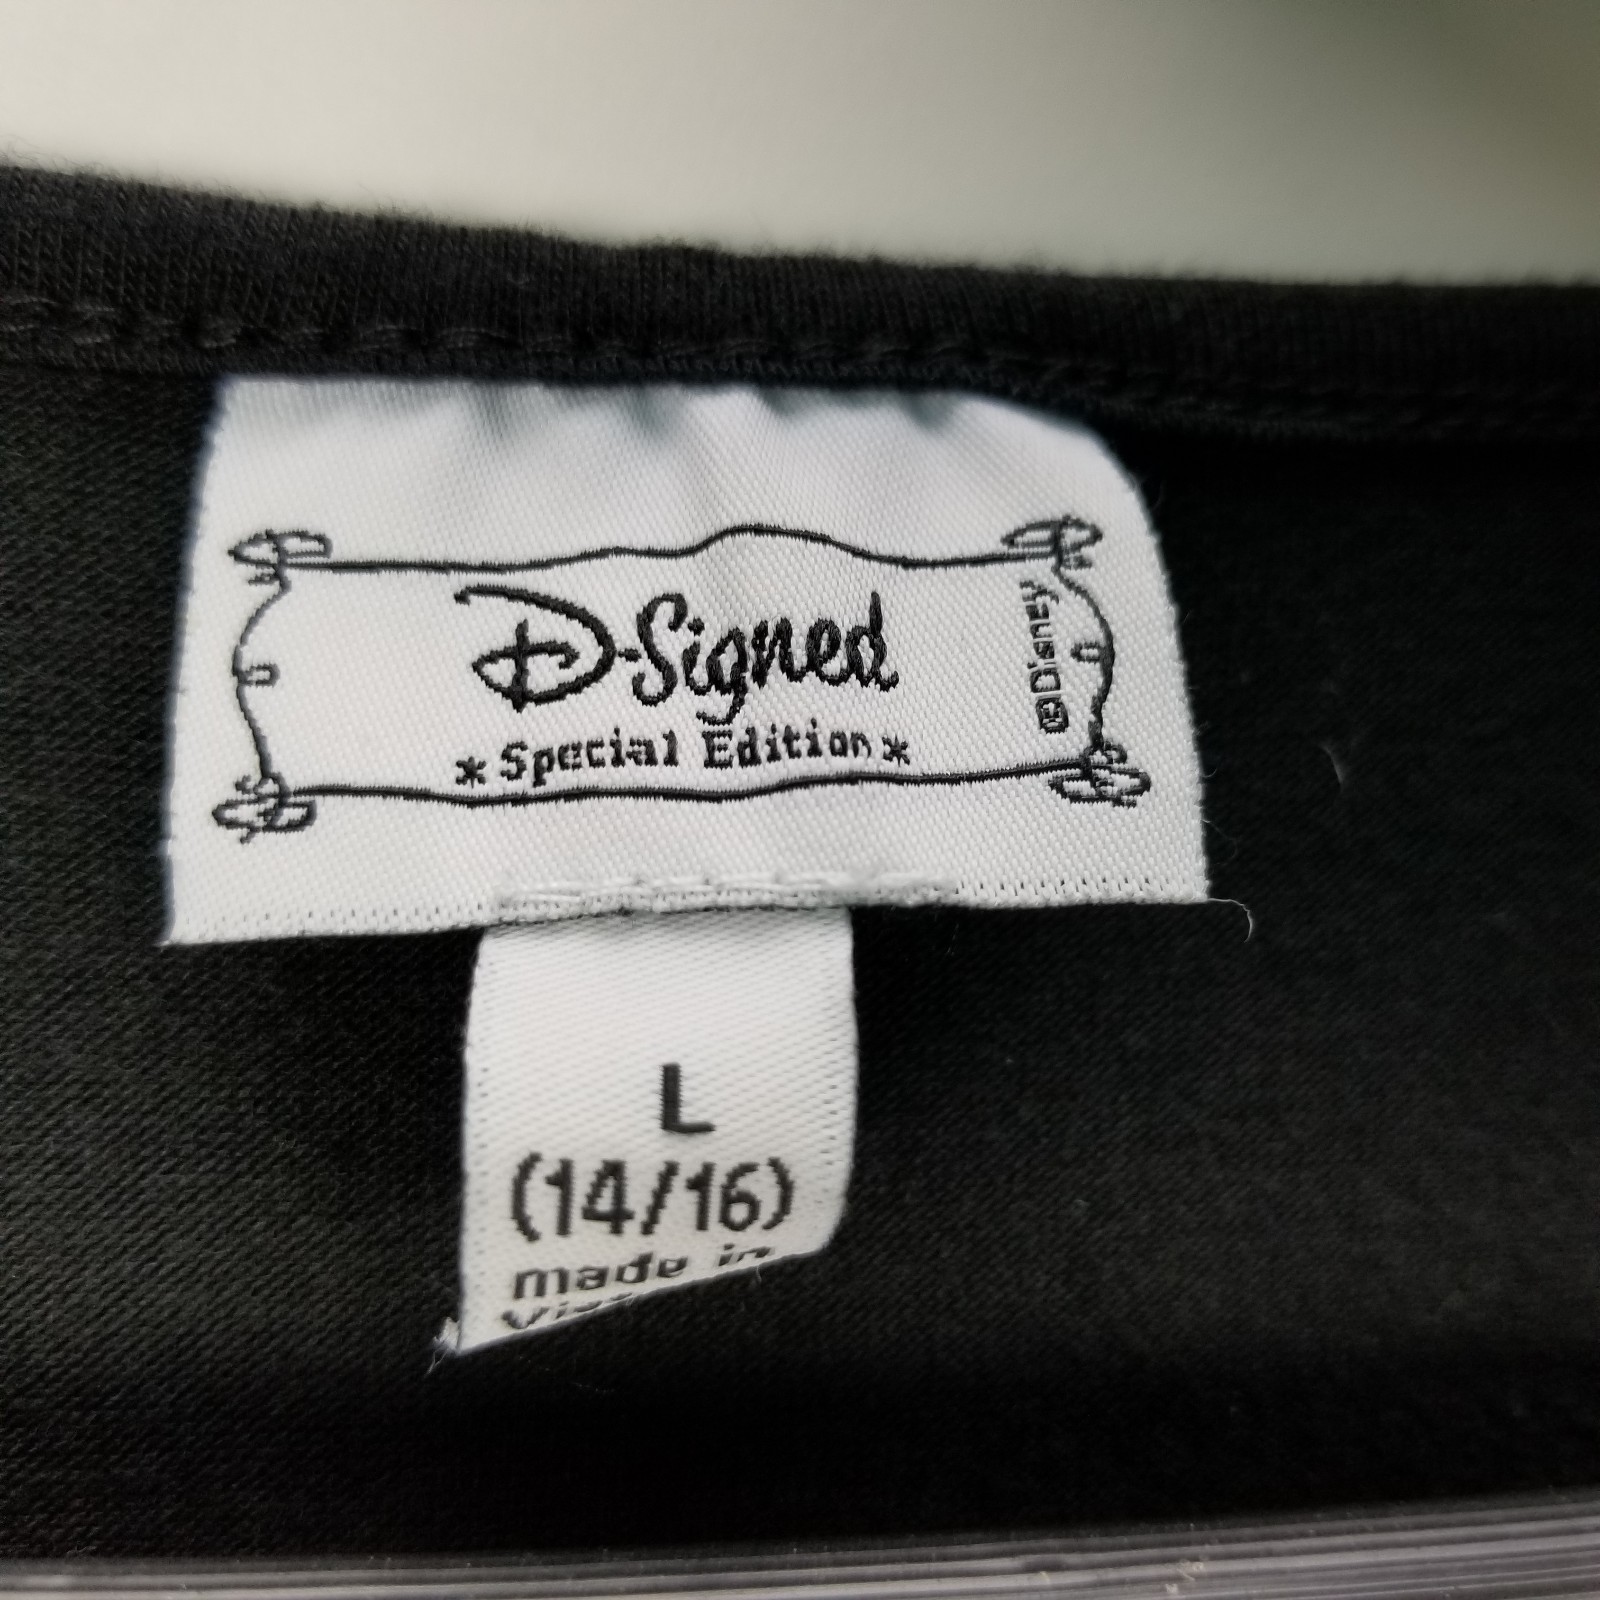 D-Signed
*Special Edition*
©Disney
L
(14/16)
made in